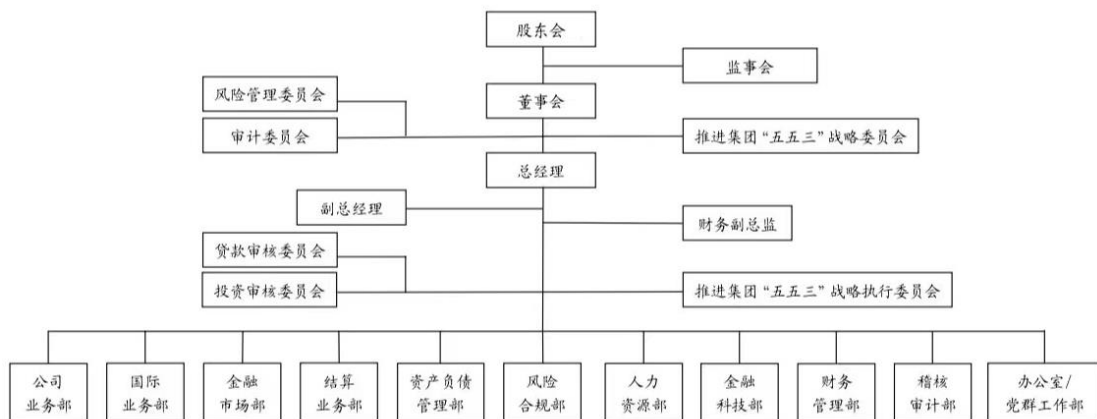 股东会
监事会
风险管理委员会
董事会
审计委员会
推进集团“五五三”战略委员会
总经理
副总经理
财务副总监
贷款审核委员会
投资审核委员会
推进集团“五五三”战略执行委员会
公司
业务部
国际
业务部
金融
市场部
结算
业务部
资产负债
管理部
风险
合规部
人力
资源部
金融
科技部
财务
管理部
稽核
审计部
办公室/
党群工作部